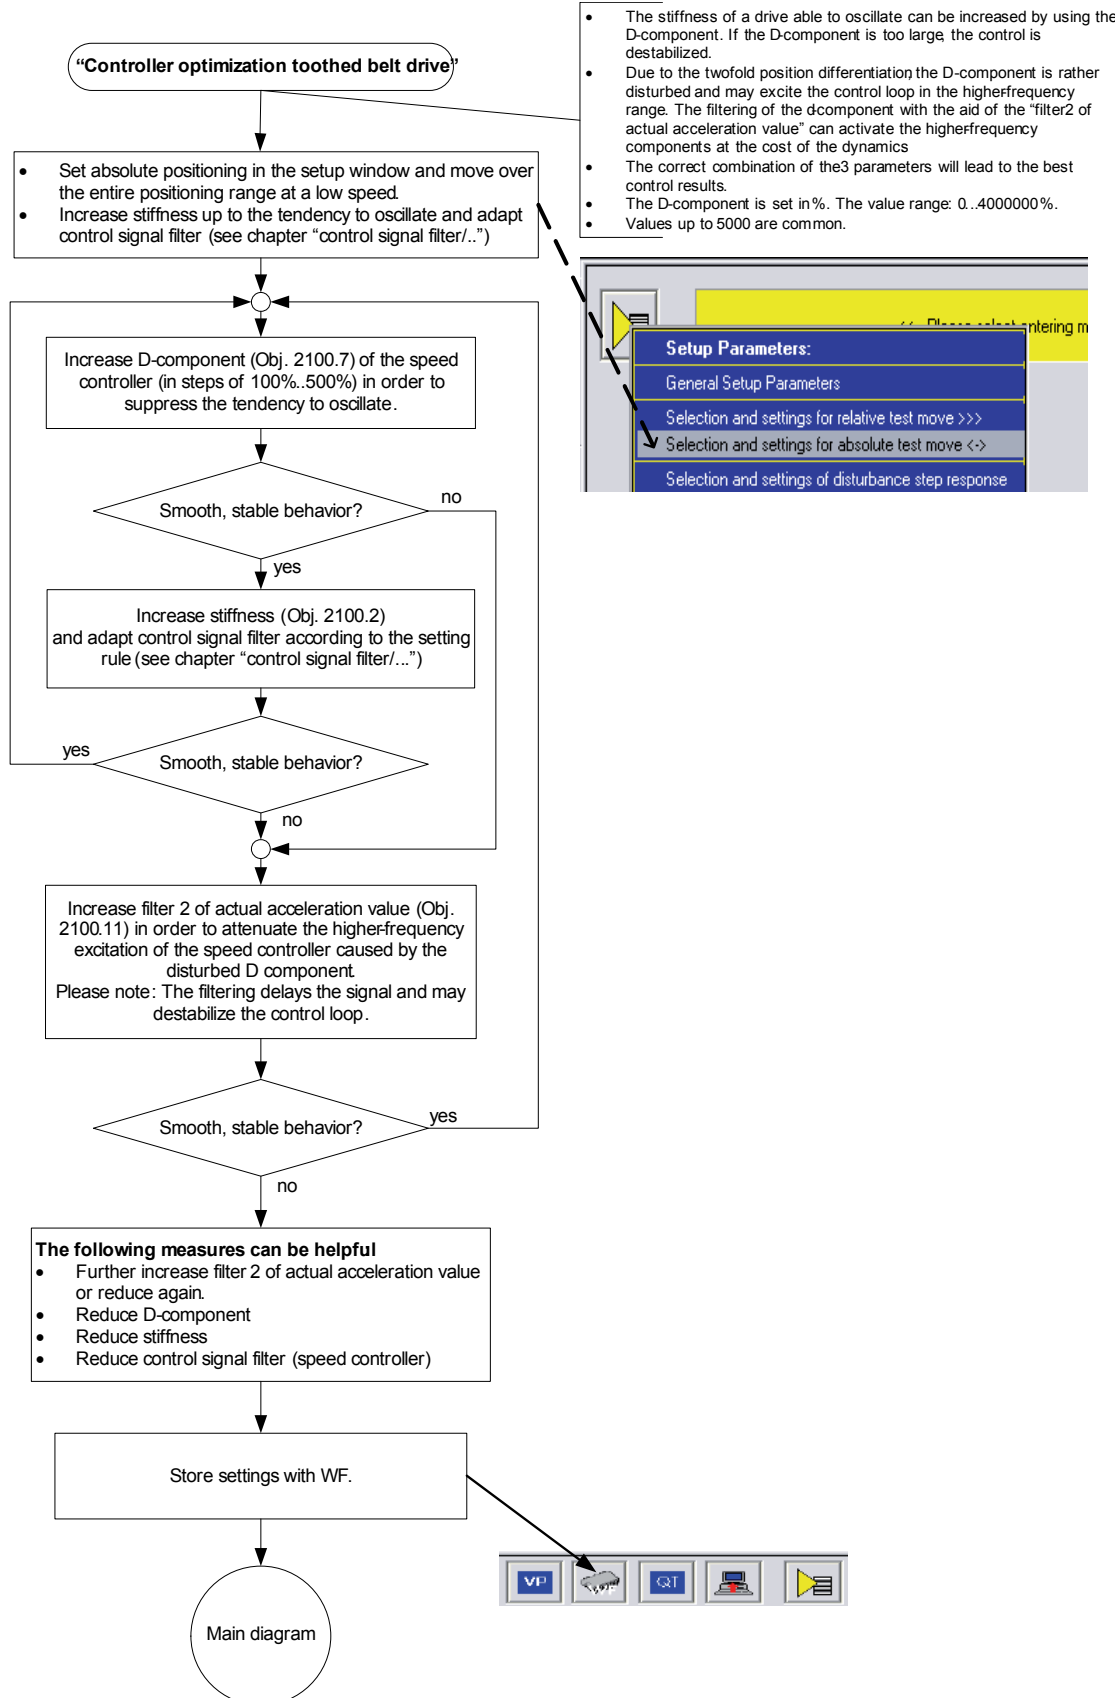 “Controller optimization toothed belt drive”
• The stiffness of a drive able to oscillate can be increased by using the
D-component. If the D-component is too large, the control is
destabilized.
• Due to the twofold position differentiation, the D-component is rather
disturbed and may excite the control loop in the higher-frequency
range. The filtering of the d-component with the aid of the “filter2 of
actual acceleration value” can activate the higher-frequency
components at the cost of the dynamics
• The correct combination of the3 parameters will lead to the best
control results.
• The D-component is set in%. The value range: 0...4000000%.
• Values up to 5000 are common.
• Set absolute positioning in the setup window and move over
the entire positioning range at a low speed.
• Increase stiffness up to the tendency to oscillate and adapt
control signal filter (see chapter “control signal filter/..”)
Setup Parameters:
General Setup Parameters
Selection and settings for relative test move >>>
Selection and settings for absolute test move <->
Selection and settings of disturbance step response
Increase D-component (Obj. 2100.7) of the speed
controller (in steps of 100%..500%) in order to
suppress the tendency to oscillate.
Smooth, stable behavior?
no
yes
Increase stiffness (Obj. 2100.2)
and adapt control signal filter according to the setting
rule (see chapter “control signal filter/...”)
Smooth, stable behavior?
yes
no
Increase filter 2 of actual acceleration value (Obj.
2100.11) in order to attenuate the higher-frequency
excitation of the speed controller caused by the
disturbed D component.
Please note: The filtering delays the signal and may
destabilize the control loop.
Smooth, stable behavior?
yes
no
The following measures can be helpful
• Further increase filter 2 of actual acceleration value
or reduce again.
• Reduce D-component
• Reduce stiffness
• Reduce control signal filter (speed controller)
Store settings with WF.
VP WF QT
Main diagram